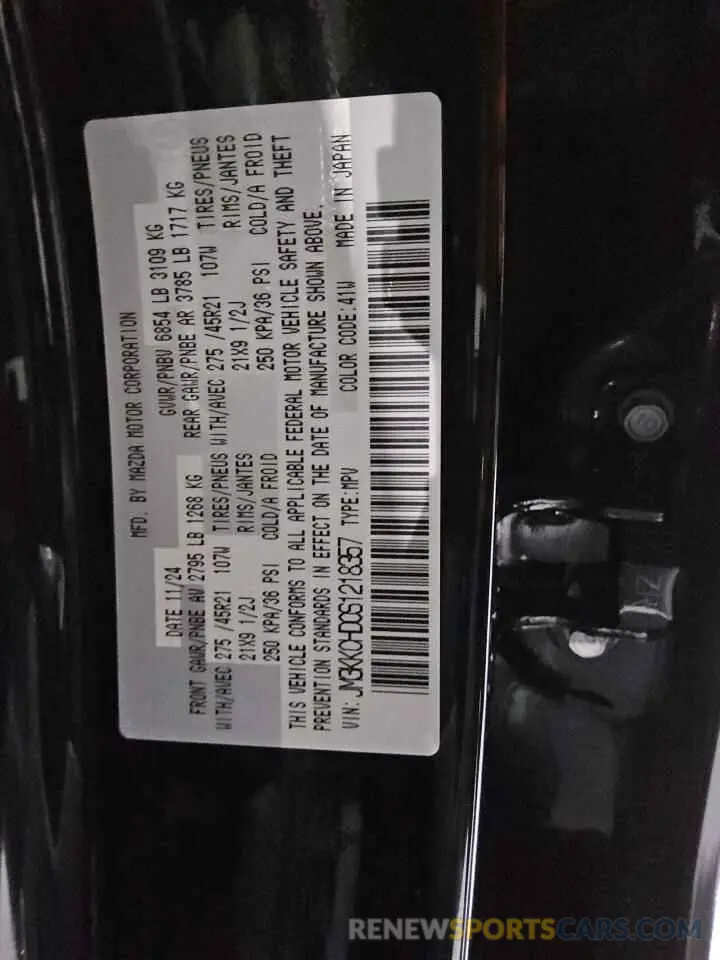 MFD. BY MAZDA MOTOR CORPORATION
DATE 11/24 GVWR/PNBV 6854 LB 3109 KG
FRONT GAWR/PNBE AV 2795 LB 1268 KG REAR GAWR/PNBE AR 3785 LB 1717 KG
WITH/AVEC 275 /45R21 107W TIRES/PNEUS WITH/AVEC 275 /45R21 107W TIRES/PNEUS
21X9 1/2J RIMS/JANTES 21X9 1/2J RIMS/JANTES
250 KPA/36 PSI COLD/A FROID 250 KPA/36 PSI COLD/A FROID
THIS VEHICLE CONFORMS TO ALL APPLICABLE FEDERAL MOTOR VEHICLE SAFETY AND THEFT
PREVENTION STANDARDS IN EFFECT ON THE DATE OF MANUFACTURE SHOWN ABOVE.
VIN: JM3KKCHD0S1218357 TYPE:MPV COLOR CODE:41W MADE IN JAPAN
8
RENEWSPORTSCARS.COM